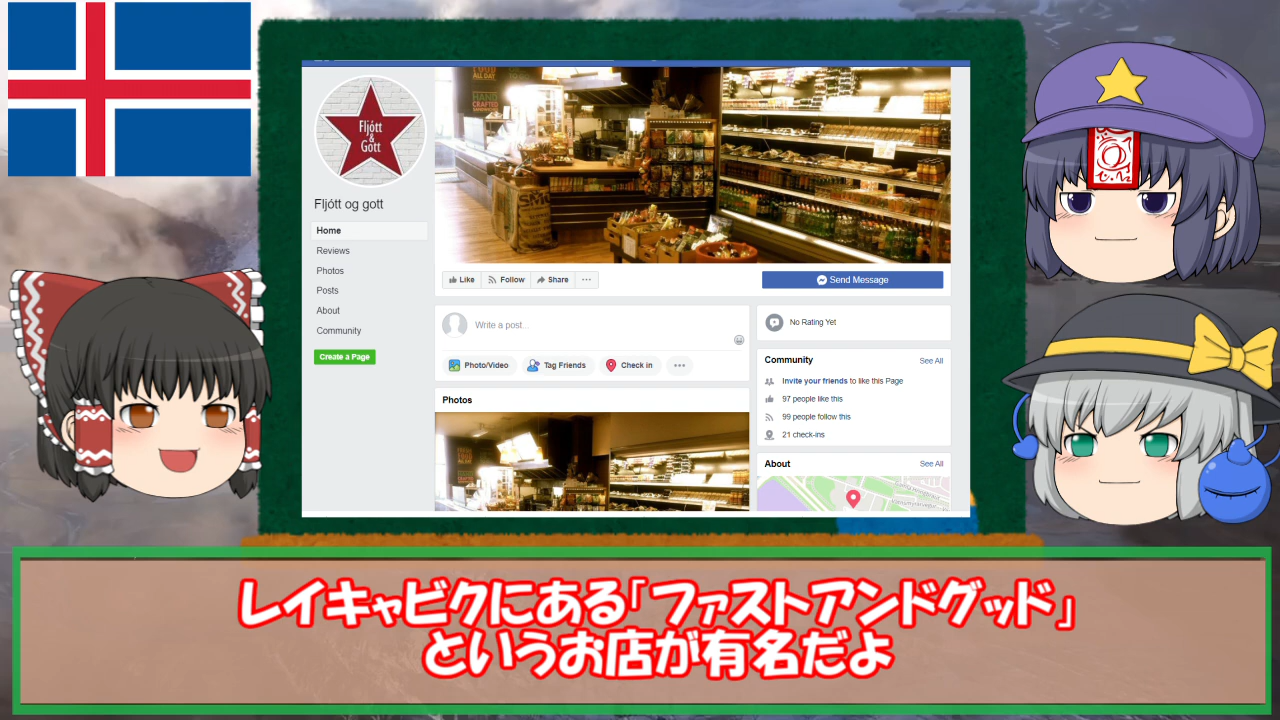 Fljótt
&
Gott
Fljótt og gott
Home
Reviews
Photos
Posts
About
Community
Create a Page
HAND
CRAFTED
Like
Follow
Share
Send Message
Write a post...
Photo/Video
Tag Friends
Check in
Photos
No Rating Yet
Community
See All
Invite your friends to like this Page
97 people like this
99 people follow this
21 check-ins
About
See All
レイキャビクにある「ファストアンドグッド」
というお店が有名だよ